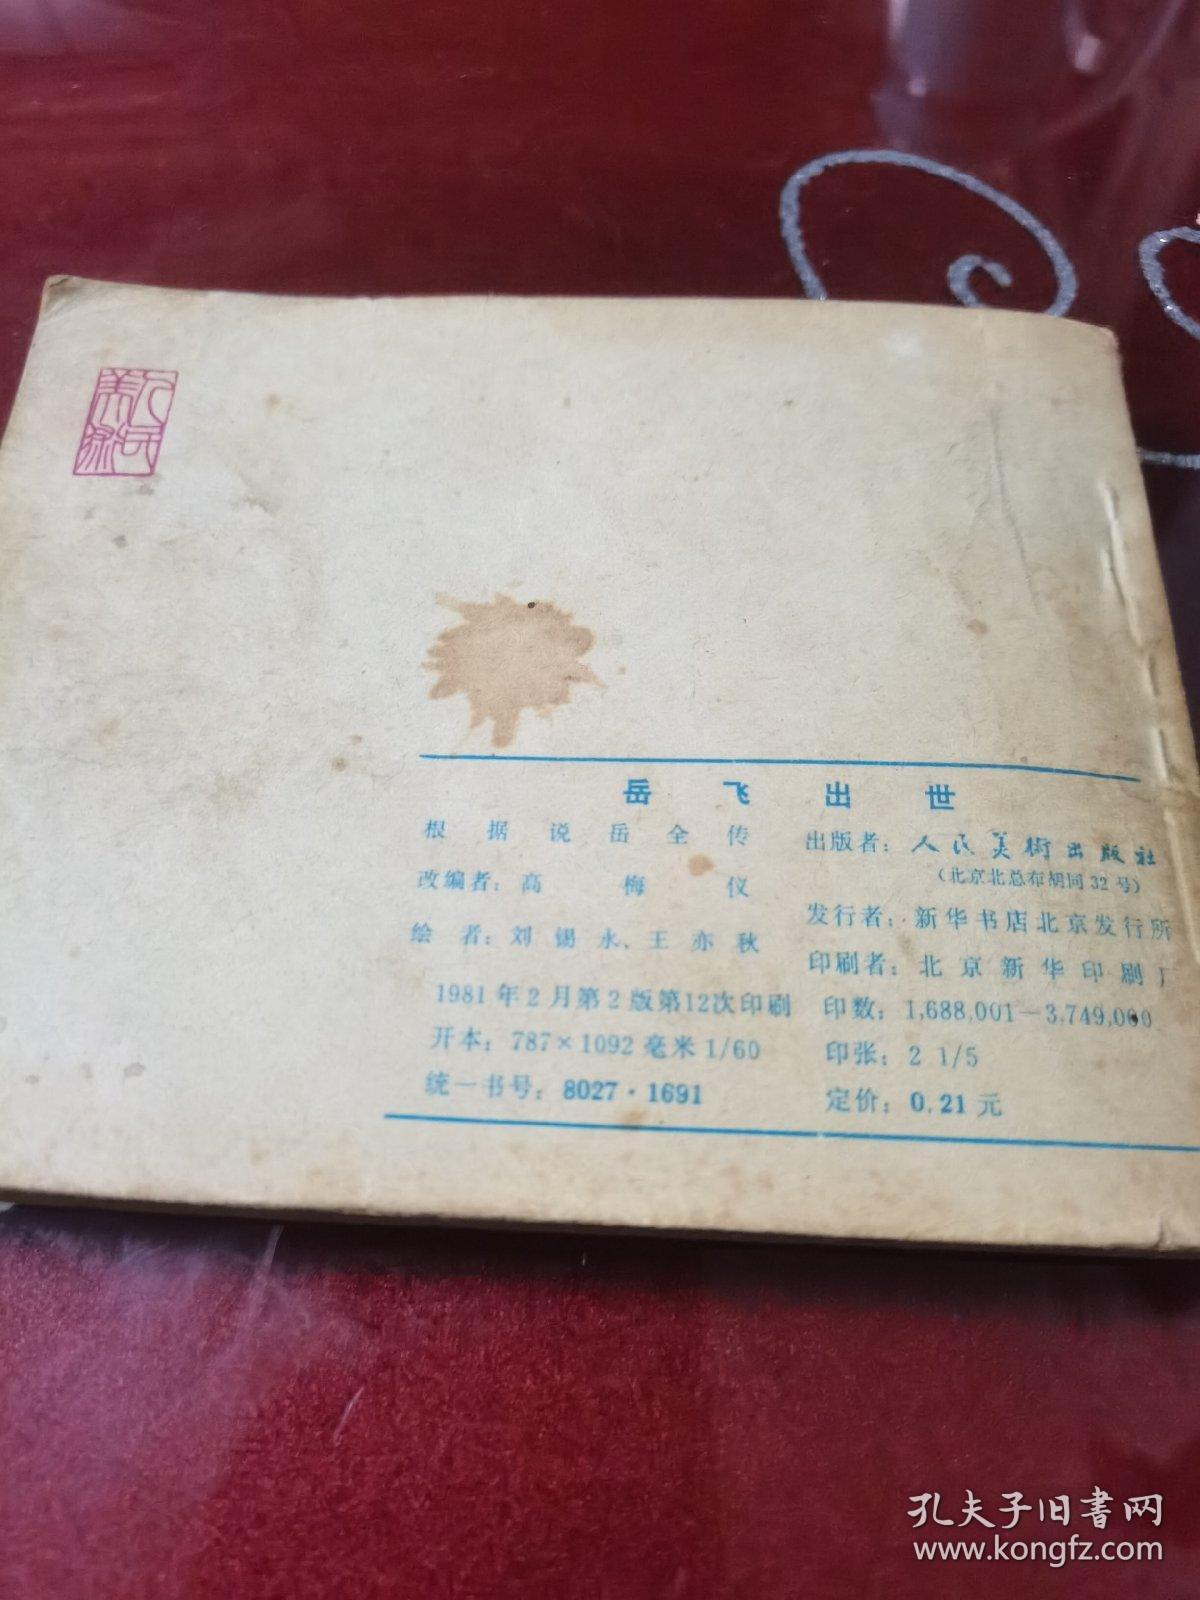 人民美术
岳飞出世
根据说岳全传
改编者：高梅仪
绘者：刘锡永、王亦秋
1981年2月第2版第12次印刷
开本：787×1092毫米1/60
统一书号：8027·1691
出版者：人民美術出版社
（北京北总布胡同32号）
发行者：新华书店北京发行所
印刷者：北京新华印刷厂
印数：1,688,001—3,749,000
印张：2 1/5
定价：0.21元
孔夫子旧书网
www.kongfz.com